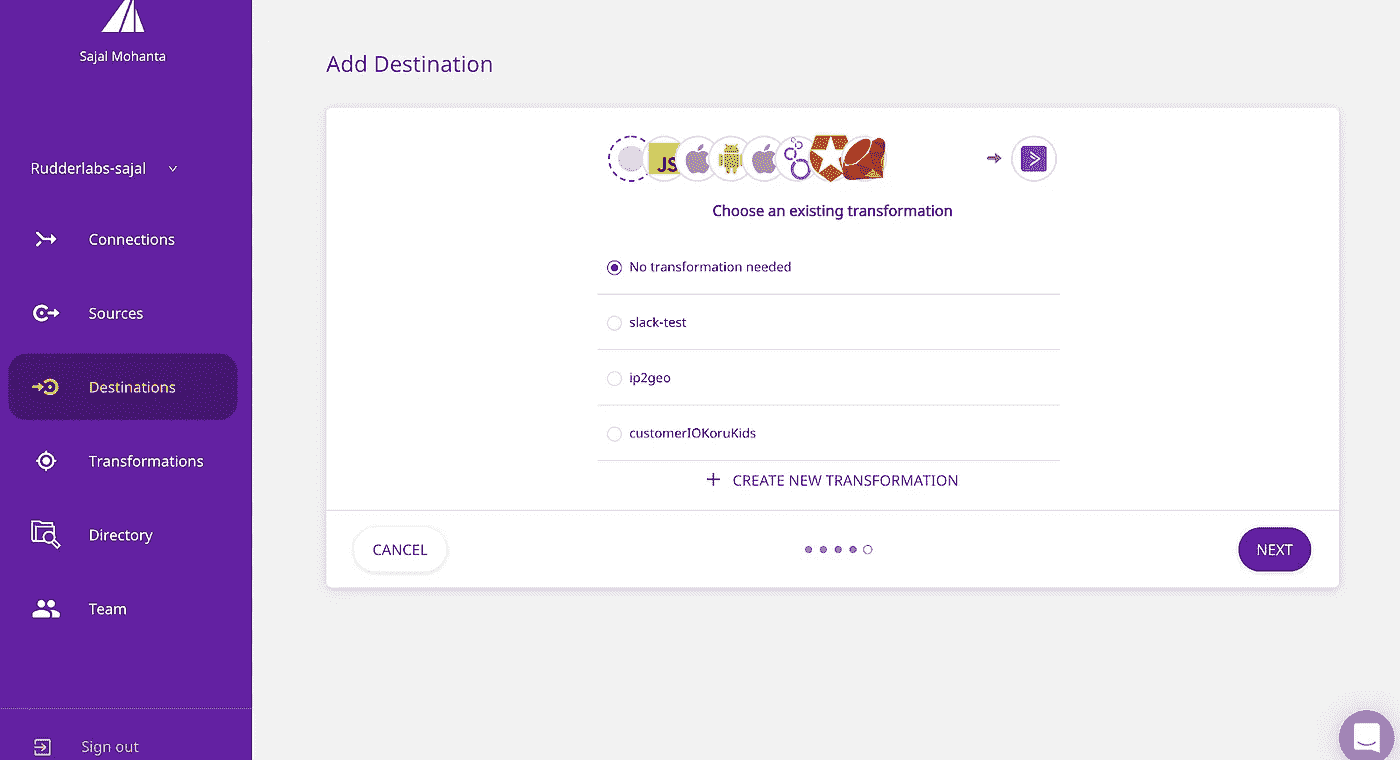 Sajal Mohanta
Rudderlabs-sajal
Connections
Sources
Destinations
Transformations
Directory
Team
Sign out
Add Destination
JS
Choose an existing transformation
No transformation needed
slack-test
ip2geo
customerIOKoruKids
+ CREATE NEW TRANSFORMATION
CANCEL
NEXT